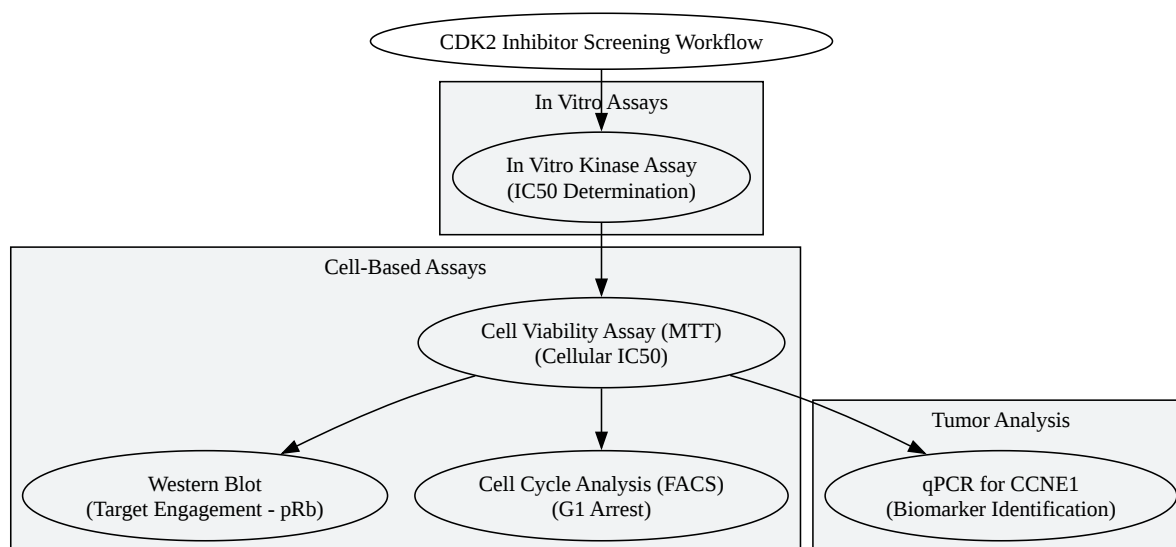 CDK2 Inhibitor Screening Workflow
In Vitro Assays
In Vitro Kinase Assay
(IC50 Determination)
Cell-Based Assays
Cell Viability Assay (MTT)
(Cellular IC50)
Tumor Analysis
Western Blot
(Target Engagement - pRb)
Cell Cycle Analysis (FACS)
(G1 Arrest)
qPCR for CCNE1
(Biomarker Identification)